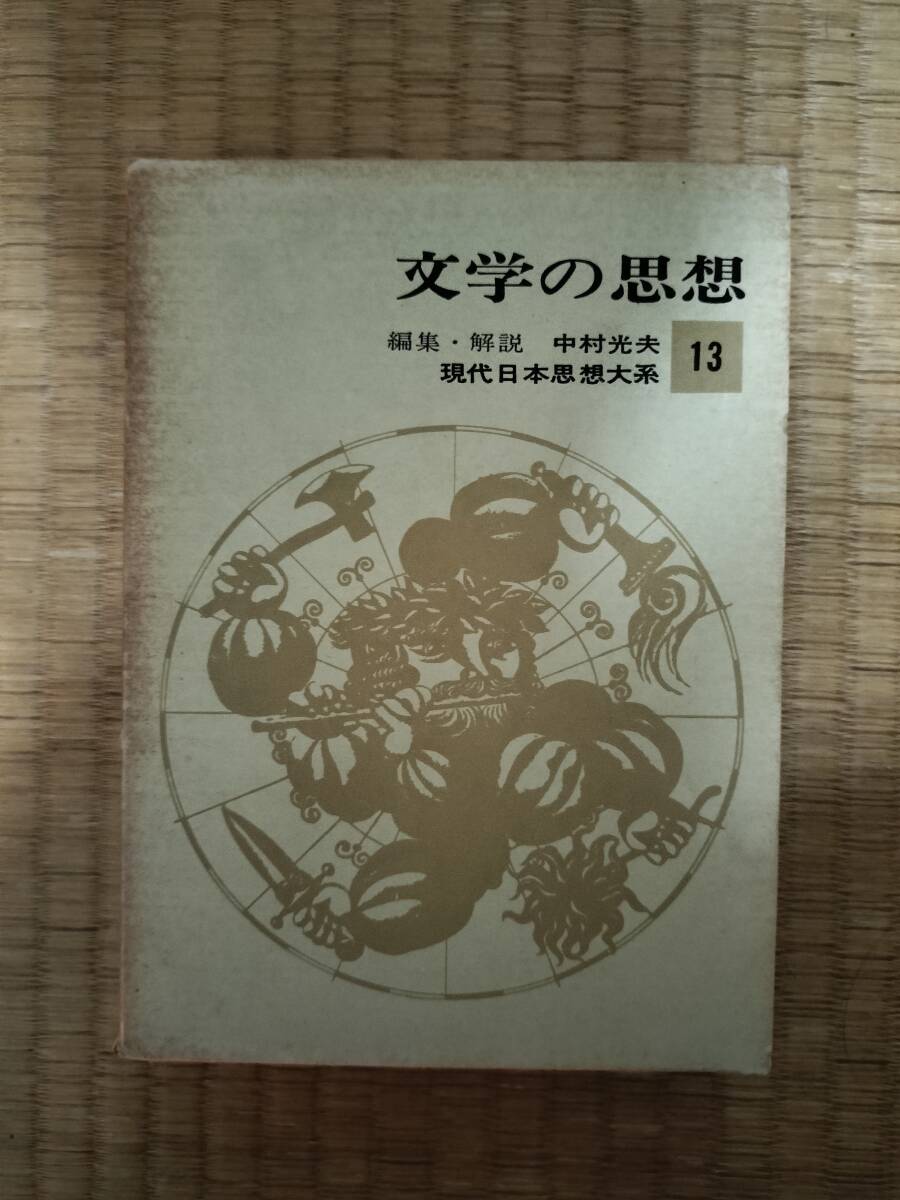 文学の思想
編集・解説 中村光夫
現代日本思想大系
13